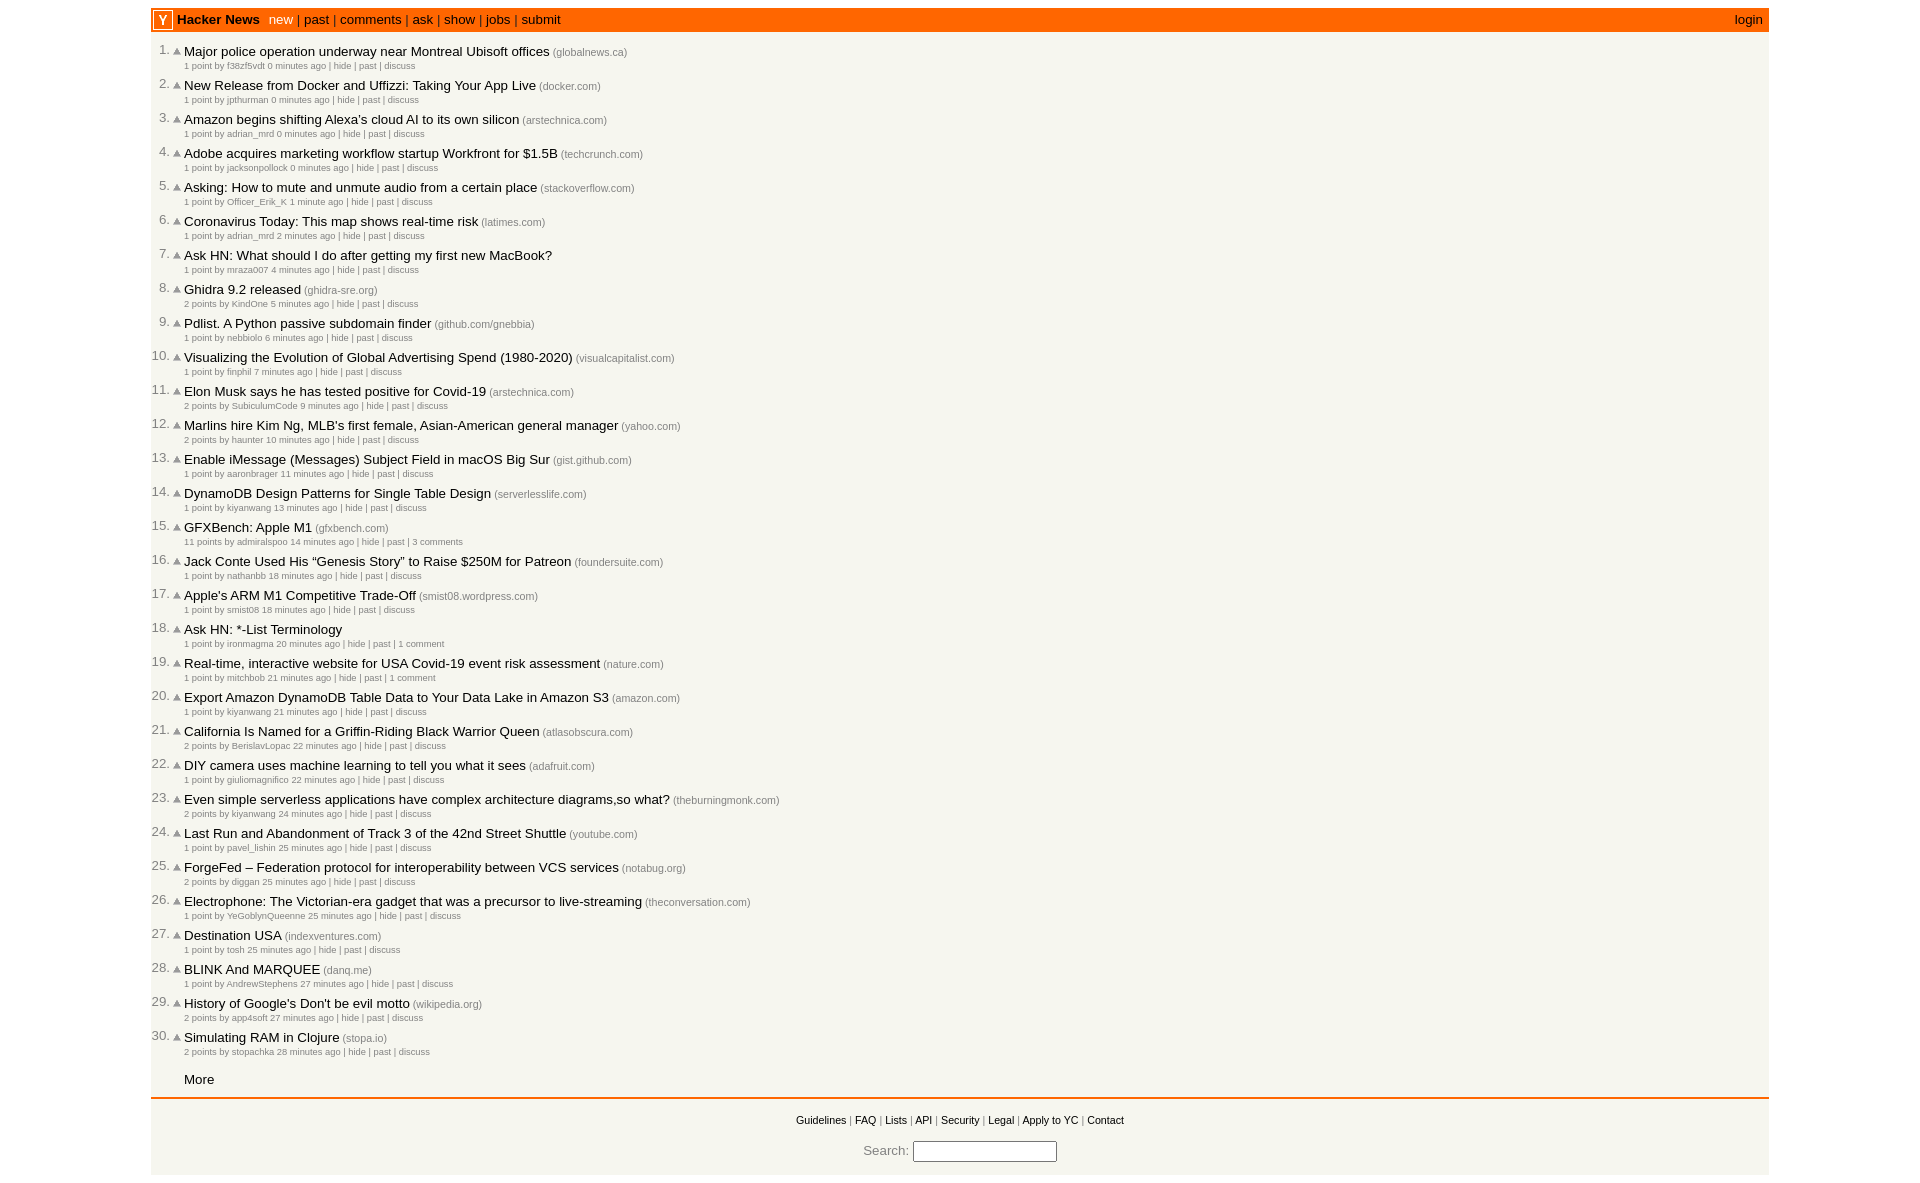 Y Hacker News new | past | comments | ask | show | jobs | submit login
1. Major police operation underway near Montreal Ubisoft offices (globalnews.ca)
1 point by f38zf5vdt 0 minutes ago | hide | past | discuss
2. New Release from Docker and Uffizzi: Taking Your App Live (docker.com)
1 point by jpthurman 0 minutes ago | hide | past | discuss
3. Amazon begins shifting Alexa's cloud AI to its own silicon (arstechnica.com)
1 point by adrian_mrd 0 minutes ago | hide | past | discuss
4. Adobe acquires marketing workflow startup Workfront for $1.5B (techcrunch.com)
1 point by jacksonpollock 0 minutes ago | hide | past | discuss
5. Asking: How to mute and unmute audio from a certain place (stackoverflow.com)
1 point by Officer_Erik_K 1 minute ago | hide | past | discuss
6. Coronavirus Today: This map shows real-time risk (latimes.com)
1 point by adrian_mrd 2 minutes ago | hide | past | discuss
7. Ask HN: What should I do after getting my first new MacBook?
1 point by mraza007 4 minutes ago | hide | past | discuss
8. Ghidra 9.2 released (ghidra-sre.org)
2 points by KindOne 5 minutes ago | hide | past | discuss
9. Pdlist. A Python passive subdomain finder (github.com/gnebbia)
1 point by nebbiolo 6 minutes ago | hide | past | discuss
10. Visualizing the Evolution of Global Advertising Spend (1980-2020) (visualcapitalist.com)
1 point by finphil 7 minutes ago | hide | past | discuss
11. Elon Musk says he has tested positive for Covid-19 (arstechnica.com)
2 points by SubiculumCode 9 minutes ago | hide | past | discuss
12. Marlins hire Kim Ng, MLB's first female, Asian-American general manager (yahoo.com)
2 points by haunter 10 minutes ago | hide | past | discuss
13. Enable iMessage (Messages) Subject Field in macOS Big Sur (gist.github.com)
1 point by aaronbrager 11 minutes ago | hide | past | discuss
14. DynamoDB Design Patterns for Single Table Design (serverlesslife.com)
1 point by kiyanwang 13 minutes ago | hide | past | discuss
15. GFXBench: Apple M1 (gfxbench.com)
11 points by admiralspoo 14 minutes ago | hide | past | 3 comments
16. Jack Conte Used His “Genesis Story” to Raise $250M for Patreon (foundersuite.com)
1 point by nathanbb 18 minutes ago | hide | past | discuss
17. Apple's ARM M1 Competitive Trade-Off (smist08.wordpress.com)
1 point by smist08 18 minutes ago | hide | past | discuss
18. Ask HN: *-List Terminology
1 point by ironmagma 20 minutes ago | hide | past | 1 comment
19. Real-time, interactive website for USA Covid-19 event risk assessment (nature.com)
1 point by mitchbob 21 minutes ago | hide | past | 1 comment
20. Export Amazon DynamoDB Table Data to Your Data Lake in Amazon S3 (amazon.com)
1 point by kiyanwang 21 minutes ago | hide | past | discuss
21. California Is Named for a Griffin-Riding Black Warrior Queen (atlasobscura.com)
2 points by BerislavLopac 22 minutes ago | hide | past | discuss
22. DIY camera uses machine learning to tell you what it sees (adafruit.com)
1 point by giuliomagnifico 22 minutes ago | hide | past | discuss
23. Even simple serverless applications have complex architecture diagrams,so what? (theburningmonk.com)
2 points by kiyanwang 24 minutes ago | hide | past | discuss
24. Last Run and Abandonment of Track 3 of the 42nd Street Shuttle (youtube.com)
1 point by pavel_lishin 25 minutes ago | hide | past | discuss
25. ForgeFed – Federation protocol for interoperability between VCS services (notabug.org)
2 points by diggan 25 minutes ago | hide | past | discuss
26. Electrophone: The Victorian-era gadget that was a precursor to live-streaming (theconversation.com)
1 point by YeGoblynQueenne 25 minutes ago | hide | past | discuss
27. Destination USA (indexventures.com)
1 point by tosh 25 minutes ago | hide | past | discuss
28. BLINK And MARQUEE (danq.me)
1 point by AndrewStephens 27 minutes ago | hide | past | discuss
29. History of Google's Don't be evil motto (wikipedia.org)
2 points by app4soft 27 minutes ago | hide | past | discuss
30. Simulating RAM in Clojure (stopa.io)
2 points by stopachka 28 minutes ago | hide | past | discuss
More
Guidelines | FAQ | Lists | API | Security | Legal | Apply to YC | Contact
Search: